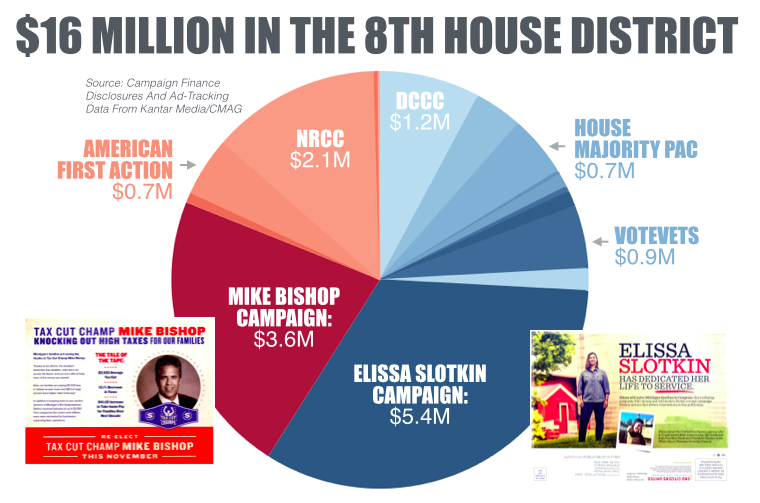 $16 MILLION IN THE 8TH HOUSE DISTRICT
Source: Campaign Finance
Disclosures And Ad-Tracking
Data From Kantar Media/CMAG
DCCC
$1.2M
NRCC
$2.1M
HOUSE
MAJORITY PAC
$0.7M
AMERICAN
FIRST ACTION
$0.7M
VOTEVETS
$0.9M
MIKE BISHOP
CAMPAIGN:
$3.6M
ELISSA SLOTKIN
CAMPAIGN:
$5.4M
TAX CUT CHAMP MIKE BISHOP
KNOCKING OUT HIGH TAXES FOR OUR FAMILIES
THE TALE OF
THE TAPE:
RE-ELECT
TAX CUT CHAMP MIKE BISHOP
THIS NOVEMBER
ELISSA
SLOTKIN
HAS DEDICATED HER
LIFE TO SERVICE.